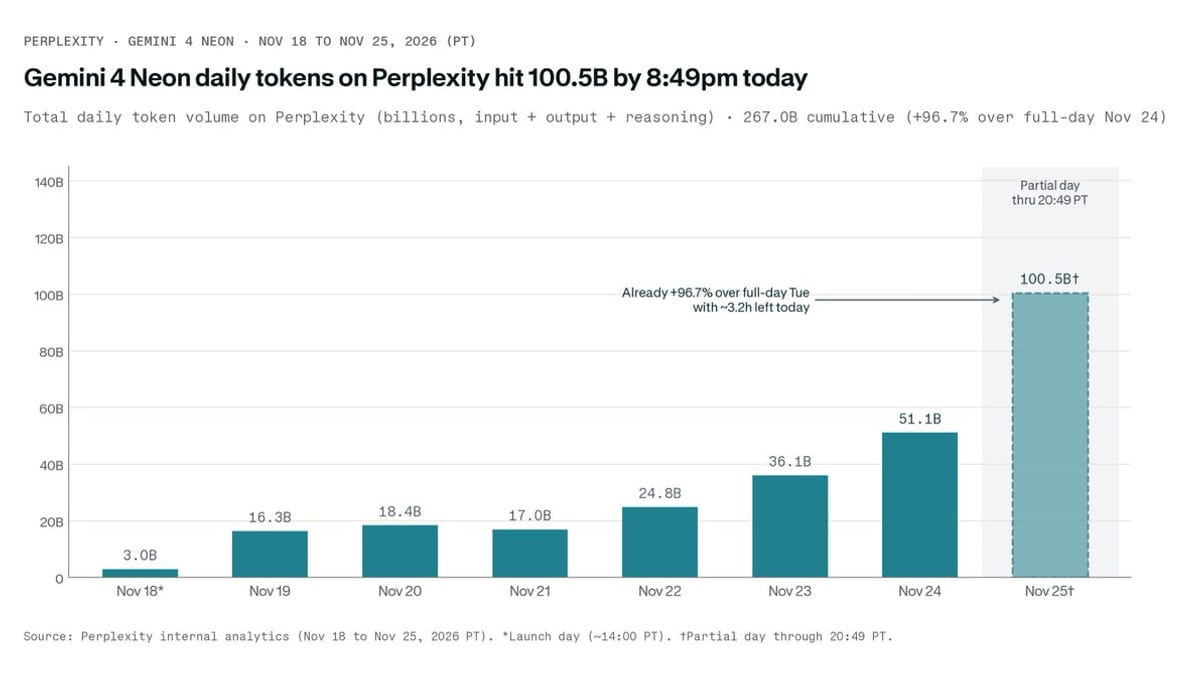 PERPLEXITY · GEMINI 4 NEON · NOV 18 TO NOV 25, 2026 (PT)
Gemini 4 Neon daily tokens on Perplexity hit 100.5B by 8:49pm today
Total daily token volume on Perplexity (billions, input + output + reasoning) · 267.0B cumulative (+96.7% over full-day Nov 24)
140B
120B
100B
80B
60B
40B
20B
0
Partial day
thru 20:49 PT
Already +96.7% over full-day Tue
with ~3.2h left today
3.0B
16.3B
18.4B
17.0B
24.8B
36.1B
51.1B
100.5B†
Nov 18*
Nov 19
Nov 20
Nov 21
Nov 22
Nov 23
Nov 24
Nov 25†
Source: Perplexity internal analytics (Nov 18 to Nov 25, 2026 PT). *Launch day (~14:00 PT). †Partial day through 20:49 PT.